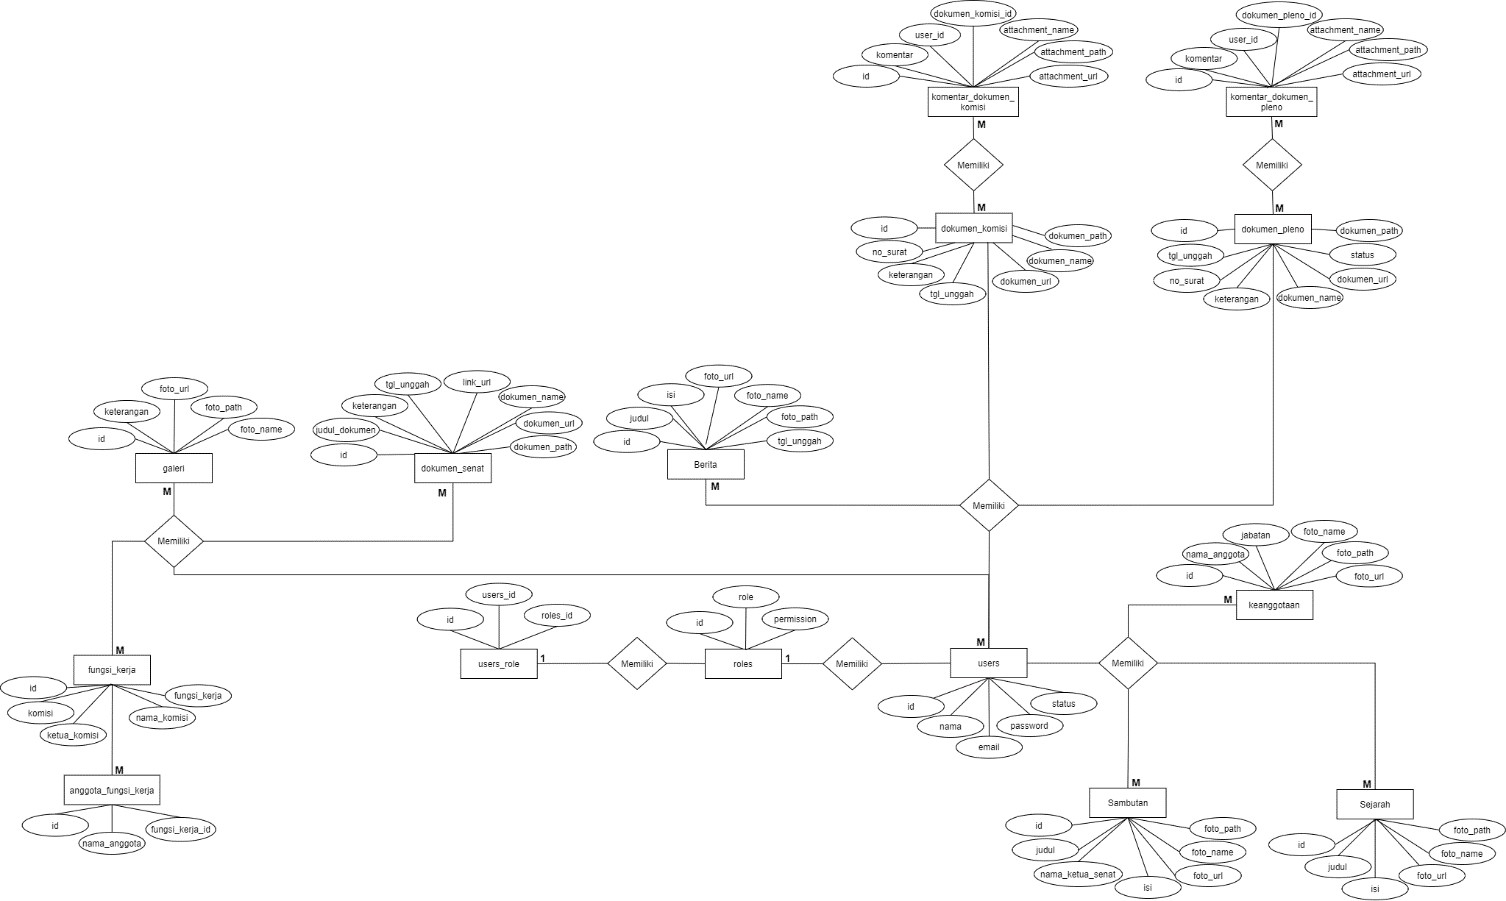 dokumen_komisi_id
user_id
attachment_name
komentar
attachment_path
id
attachment_url
komentar_dokumen_
komisi
M
Memiliki
M
dokumen_komisi
id
no_surat
keterangan
tgl_unggah
dokumen_url
dokumen_name
dokumen_path
dokumen_pleno_id
user_id
attachment_name
komentar
attachment_path
id
attachment_url
komentar_dokumen_
pleno
M
Memiliki
M
dokumen_pleno
id
tgl_unggah
no_surat
keterangan
dokumen_name
dokumen_url
status
dokumen_path
foto_url
keterangan
foto_path
id
foto_name
galeri
M
tgl_unggah
link_url
keterangan
dokumen_name
judul_dokumen
dokumen_url
id
dokumen_path
dokumen_senat
M
foto_url
isi
foto_name
judul
foto_path
id
tgl_unggah
Berita
M
Memiliki
Memiliki
jabatan
foto_name
nama_anggota
foto_path
id
foto_url
M
keanggotaan
users_id
id
roles_id
users_role
1
Memiliki
role
id
permission
roles
1
Memiliki
M
users
Memiliki
id
status
nama
password
email
M
fungsi_kerja
id
fungsi_kerja
komisi
nama_komisi
ketua_komisi
M
anggota_fungsi_kerja
id
fungsi_kerja_id
nama_anggota
M
Sambutan
id
foto_path
judul
foto_name
nama_ketua_senat
foto_url
isi
M
Sejarah
foto_path
id
foto_name
judul
foto_url
isi